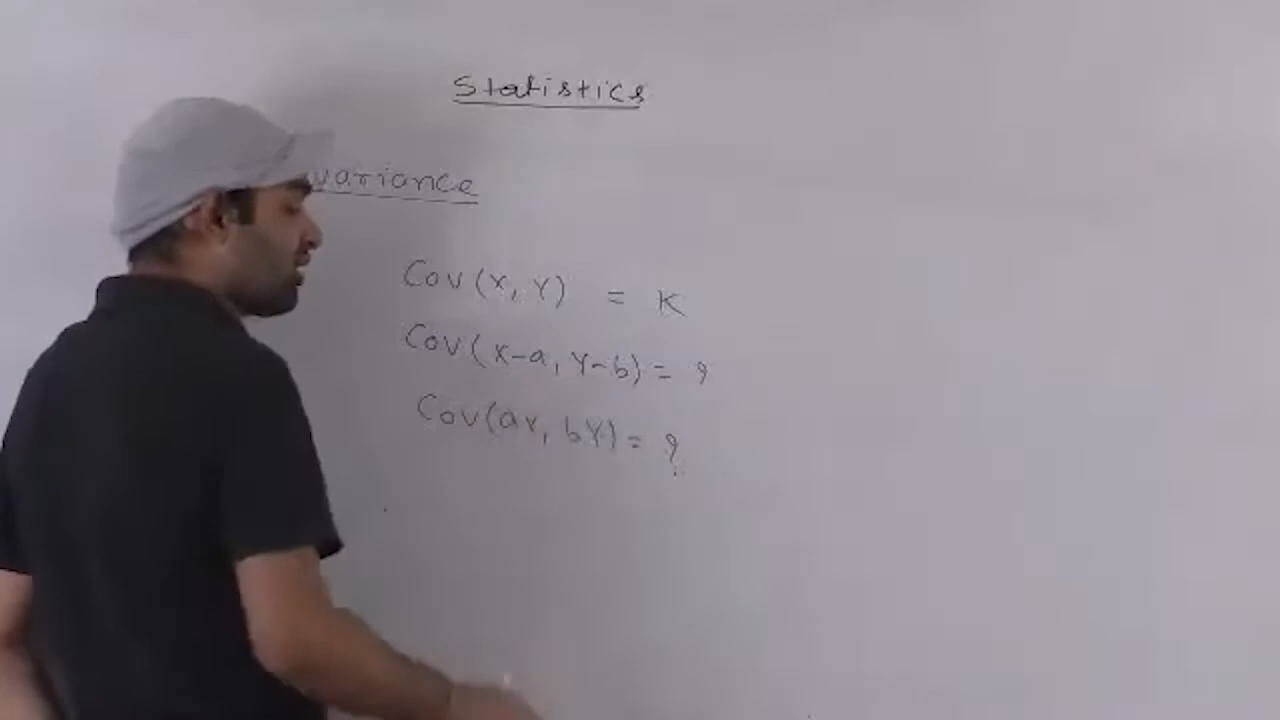 Statistics
variance
Cov(X, Y) = K
Cov(X-a, Y-b) = ?
Cov(aX, bY) = ?